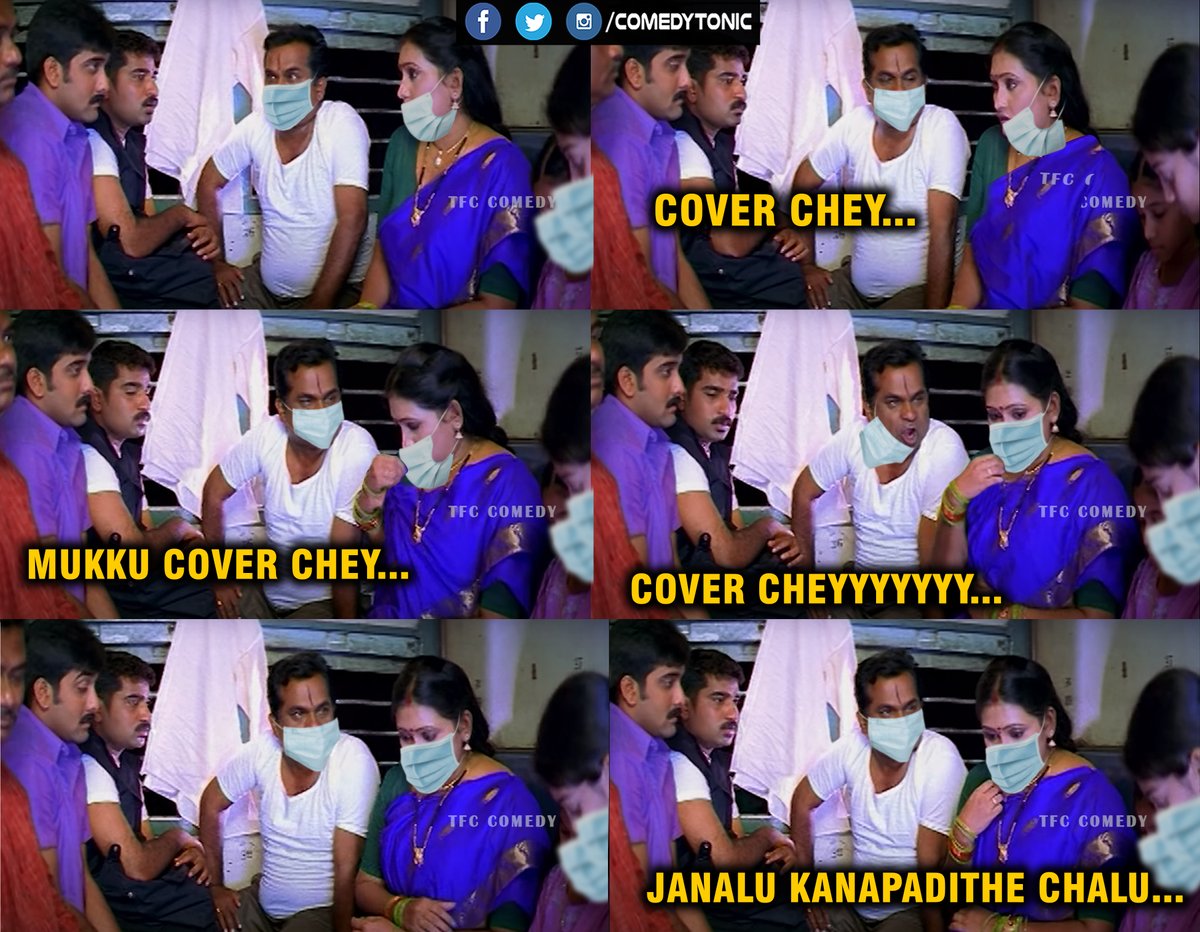 /COMEDYTONIC
TFC COMEDY
TFC C
COMEDY
COVER CHEY...
TFC COMEDY
MUKKU COVER CHEY...
TFC COMEDY
COVER CHEYYYYYYY...
TFC COMEDY
TFC COMEDY
JANALU KANAPADITHE CHALU...